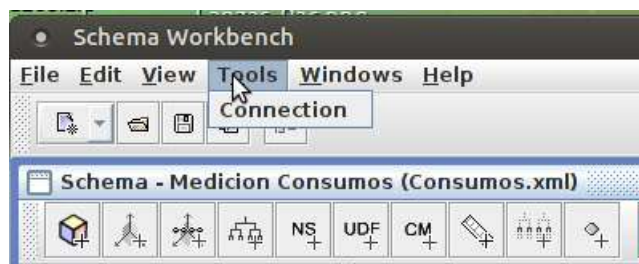 Schema Workbench
File Edit View Tools Windows Help
Connection
Schema - Medicion Consumos (Consumos.xml)
NS UDF CM